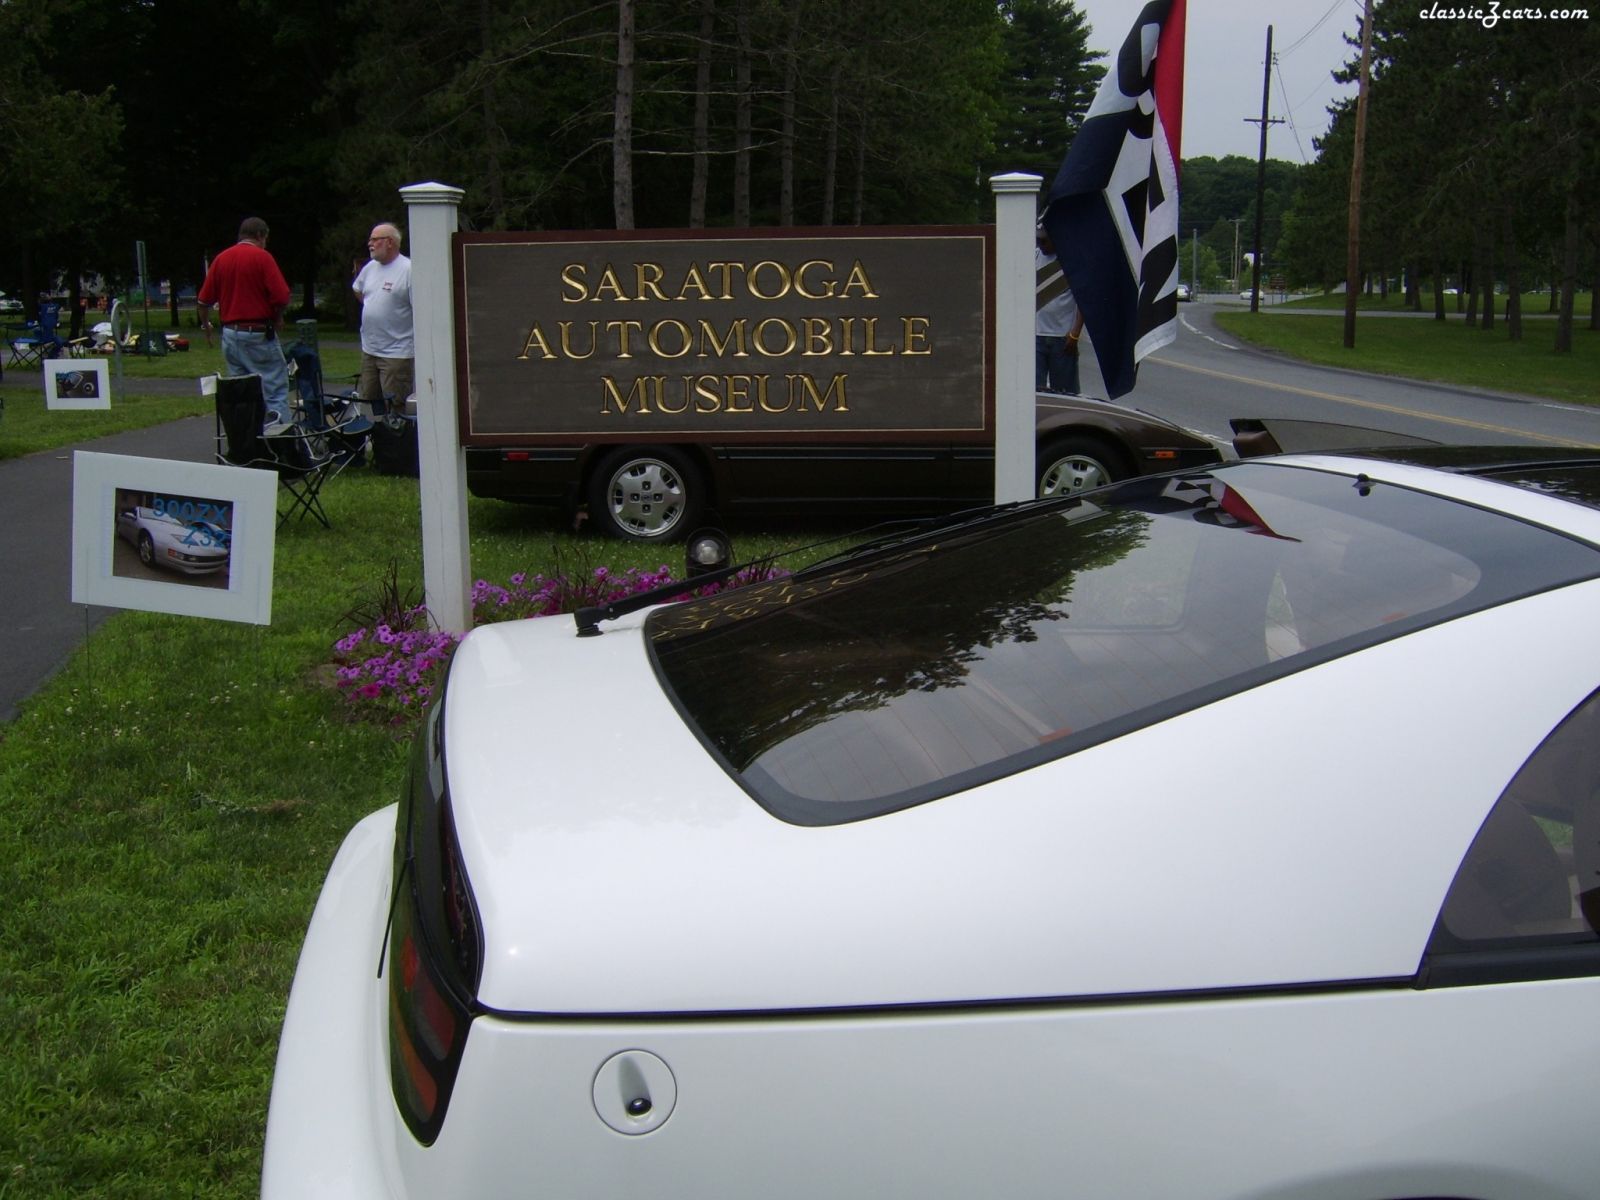 classicZcars.com
SARATOGA
AUTOMOBILE
MUSEUM
300ZX
Z32